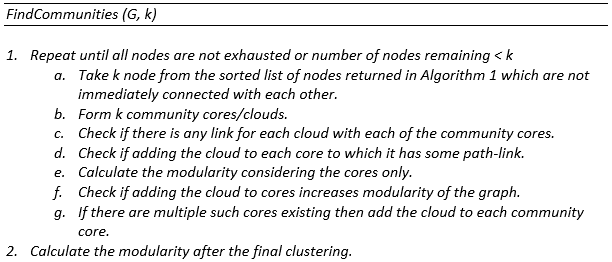 FindCommunities (G, k)
1. Repeat until all nodes are not exhausted or number of nodes remaining < k
a. Take k node from the sorted list of nodes returned in Algorithm 1 which are not
immediately connected with each other.
b. Form k community cores/clouds.
c. Check if there is any link for each cloud with each of the community cores.
d. Check if adding the cloud to each core to which it has some path-link.
e. Calculate the modularity considering the cores only.
f. Check if adding the cloud to cores increases modularity of the graph.
g. If there are multiple such cores existing then add the cloud to each community
core.
2. Calculate the modularity after the final clustering.